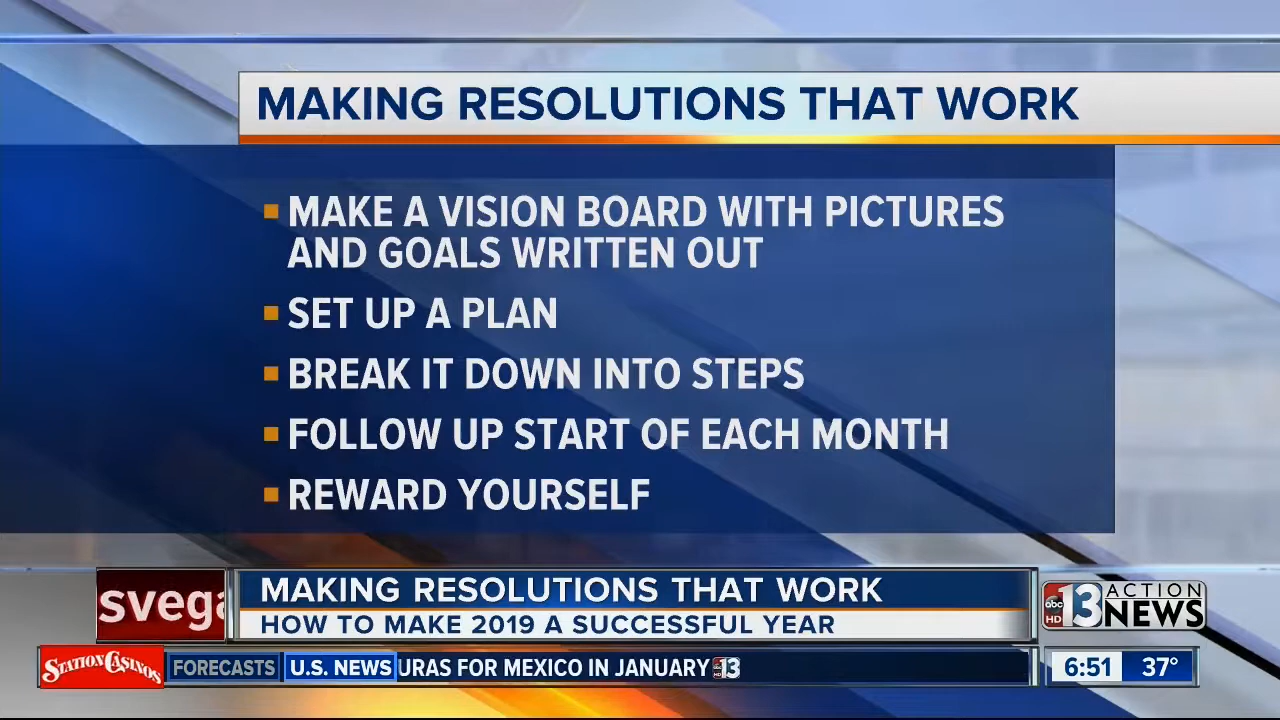 MAKING RESOLUTIONS THAT WORK
MAKE A VISION BOARD WITH PICTURES
AND GOALS WRITTEN OUT
SET UP A PLAN
BREAK IT DOWN INTO STEPS
FOLLOW UP START OF EACH MONTH
REWARD YOURSELF
svega
MAKING RESOLUTIONS THAT WORK
HOW TO MAKE 2019 A SUCCESSFUL YEAR
abc HD 13 ACTION NEWS
STATION CASINOS FORECASTS U.S. NEWS URAS FOR MEXICO IN JANUARY 13
6:51 37°